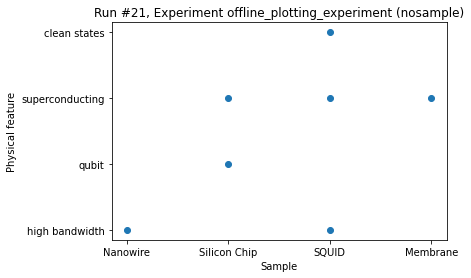 Run #21, Experiment offline_plotting_experiment (nosample)
clean states
superconducting
qubit
high bandwidth
Physical feature
Nanowire Silicon Chip SQUID Membrane
Sample